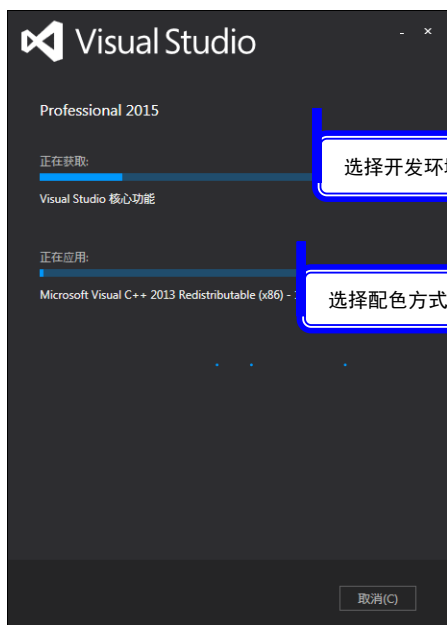 Visual Studio
Professional 2015
正在获取:
选择开发环
Visual Studio 核心功能
正在应用:
Microsoft Visual C++ 2013 Redistributable (x86) -
选择配色方式
取消(C)